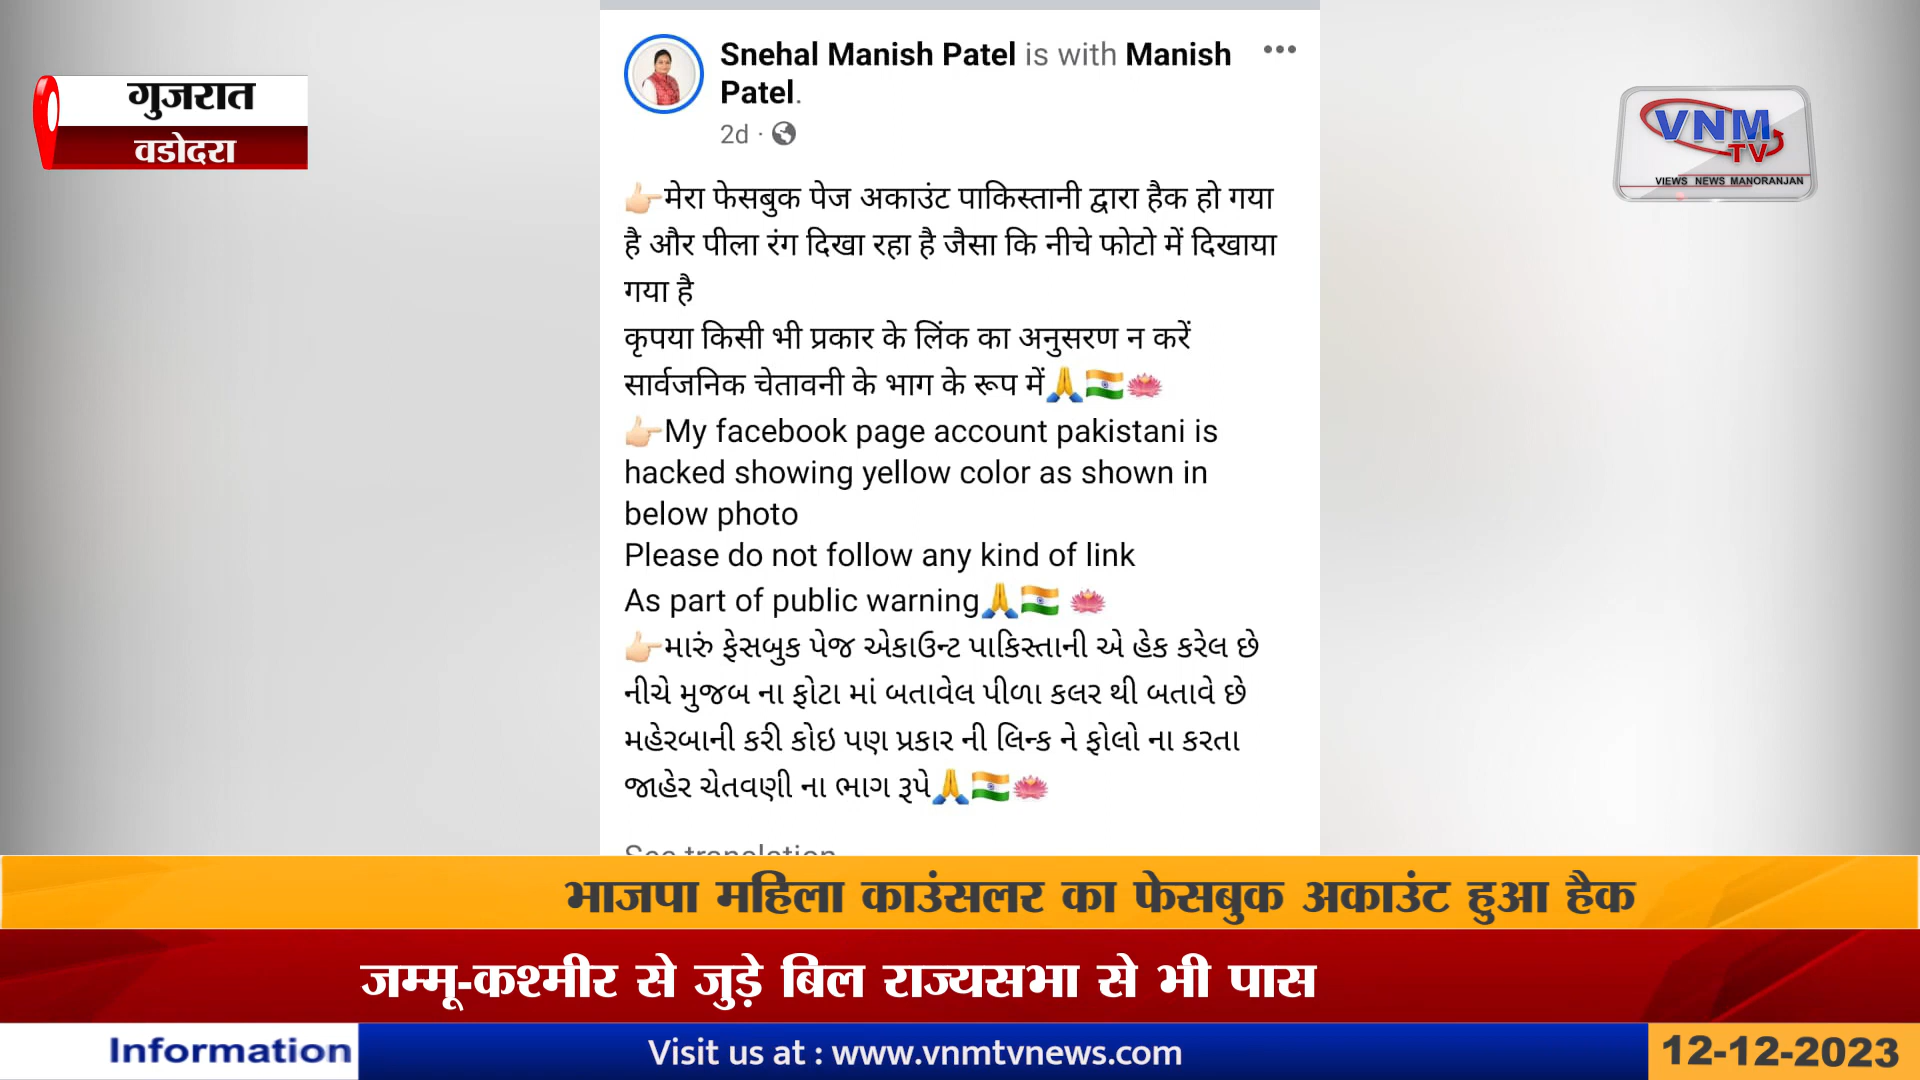 गुजरात
वडोदरा
Snehal Manish Patel is with Manish
Patel.
2d ·
👉🏻मेरा फेसबुक पेज अकाउंट पाकिस्तानी द्वारा हैक हो गया
है और पीला रंग दिखा रहा है जैसा कि नीचे फोटो में दिखाया
गया है
कृपया किसी भी प्रकार के लिंक का अनुसरण न करें
सार्वजनिक चेतावनी के भाग के रूप में🙏🇮🇳🪷
👉🏻My facebook page account pakistani is
hacked showing yellow color as shown in
below photo
Please do not follow any kind of link
As part of public warning🙏🇮🇳 🪷
👉🏻મારું ફેસબુક પેજ એકાઉન્ટ પાકિસ્તાની એ હેક કરેલ છે
નીચે મુજબ ના ફોટા માં બતાવેલ પીળા કલર થી બતાવે છે
મહેરબાની કરી કોઇ પણ પ્રકાર ની લિન્ક ને ફોલો ના કરતા
જાહેર ચેતવણી ના ભાગ રૂપે🙏🇮🇳🪷
See translation
VNM
TV
VIEWS NEWS MANORANJAN
भाजपा महिला काउंसलर का फेसबुक अकाउंट हुआ हैक
जम्मू-कश्मीर से जुड़े बिल राज्यसभा से भी पास
Information
Visit us at : www.vnmtvnews.com
12-12-2023